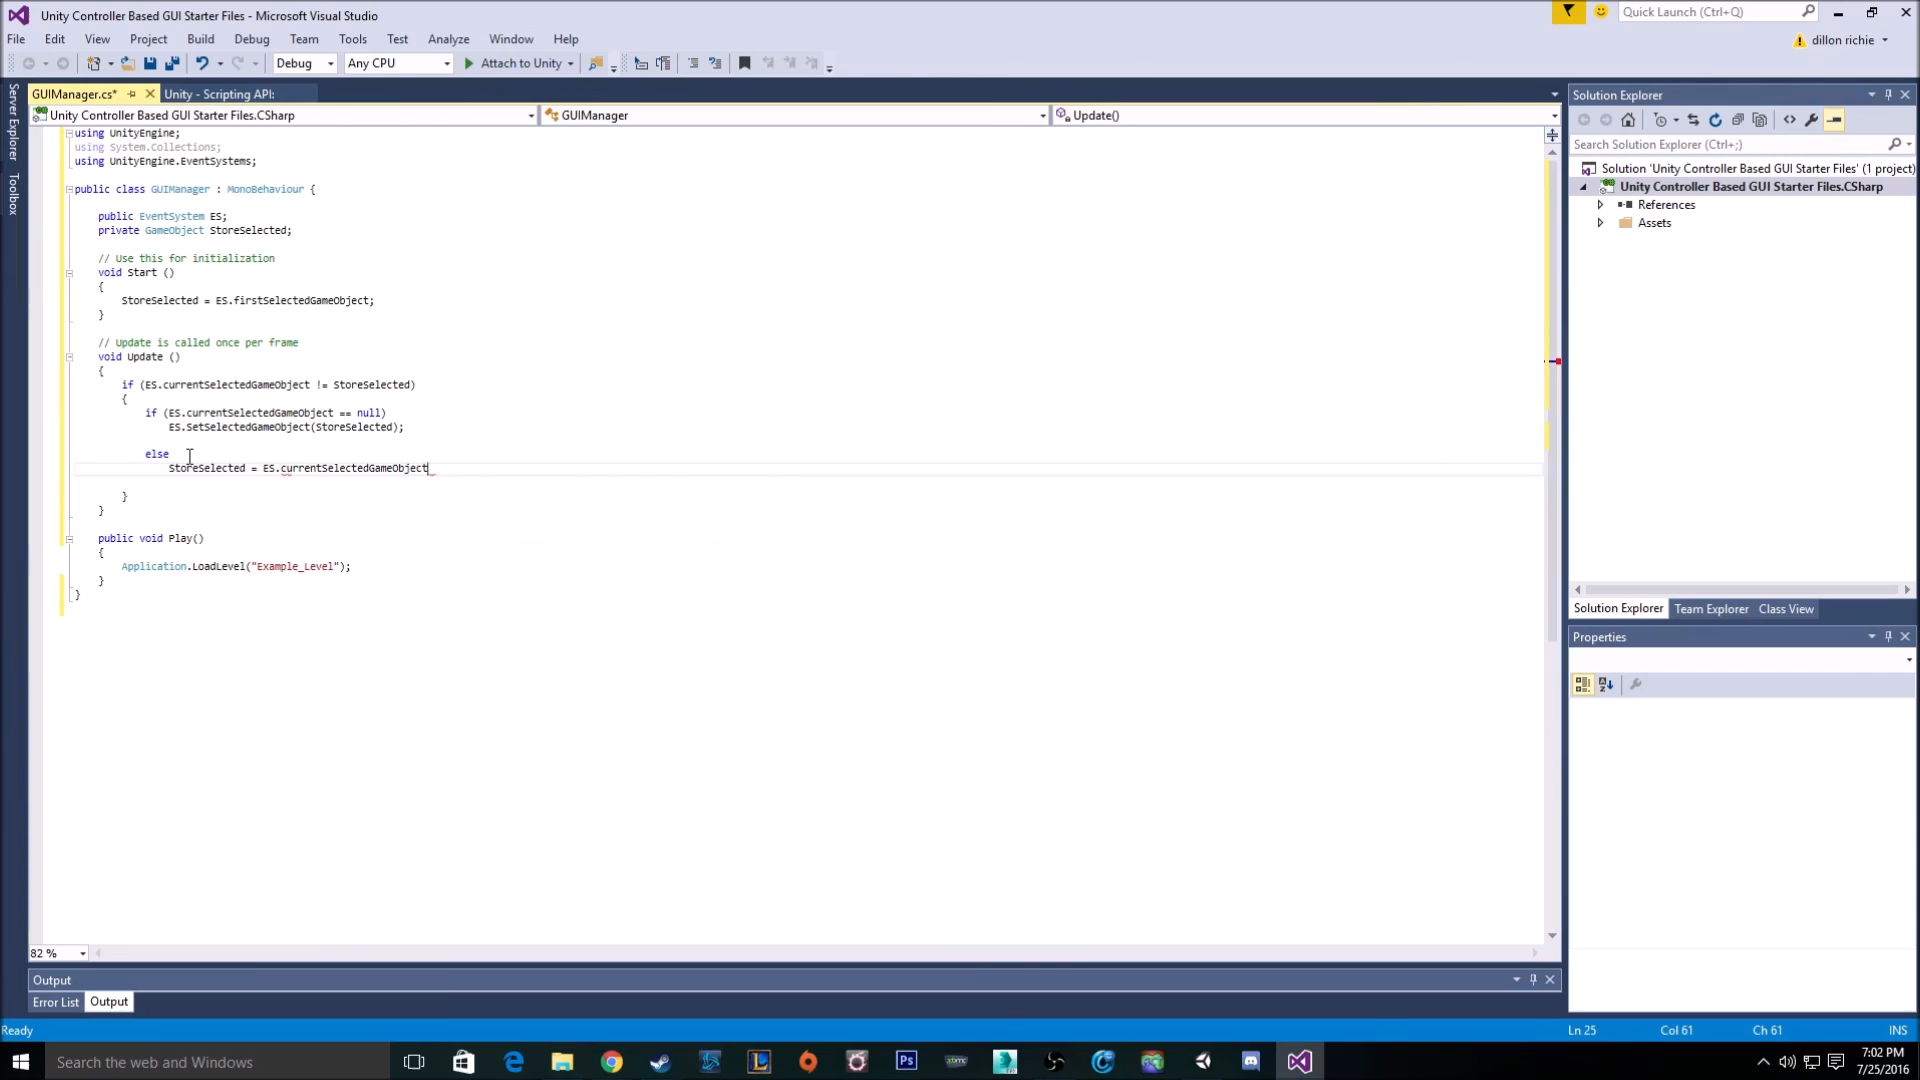 Unity Controller Based GUI Starter Files - Microsoft Visual Studio
Quick Launch (Ctrl+Q)
File Edit View Project Build Debug Team Tools Test Analyze Window Help
dillon richie
Debug Any CPU Attach to Unity
Server Explorer
Toolbox
GUIManager.cs* Unity - Scripting API:
Unity Controller Based GUI Starter Files.CSharp GUIManager Update()
using UnityEngine;
using System.Collections;
using UnityEngine.EventSystems;
public class GUIManager : MonoBehaviour {
public EventSystem ES;
private GameObject StoreSelected;
// Use this for initialization
void Start ()
{
StoreSelected = ES.firstSelectedGameObject;
}
// Update is called once per frame
void Update ()
{
if (ES.currentSelectedGameObject != StoreSelected)
{
if (ES.currentSelectedGameObject == null)
ES.SetSelectedGameObject(StoreSelected);
else
StoreSelected = ES.currentSelectedGameObject
}
}
public void Play()
{
Application.LoadLevel("Example_Level");
}
}
82 %
Output
Error List Output
Solution Explorer
Search Solution Explorer (Ctrl+;)
Solution 'Unity Controller Based GUI Starter Files' (1 project)
Unity Controller Based GUI Starter Files.CSharp
References
Assets
Solution Explorer Team Explorer Class View
Properties
Ready Ln 25 Col 61 Ch 61 INS
Search the web and Windows
7:02 PM
7/25/2016